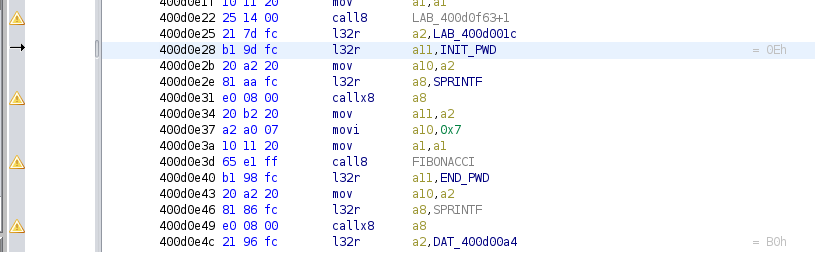 400d0e1f 10 11 20 mov a1,a1
400d0e22 25 14 00 call8 LAB_400d0f63+1
400d0e25 21 7d fc l32r a2,LAB_400d001c
400d0e28 b1 9d fc l32r a11,INIT_PWD = 0Eh
400d0e2b 20 a2 20 mov a10,a2
400d0e2e 81 aa fc l32r a8,SPRINTF
400d0e31 e0 08 00 callx8 a8
400d0e34 20 b2 20 mov a11,a2
400d0e37 a2 a0 07 movi a10,0x7
400d0e3a 10 11 20 mov a1,a1
400d0e3d 65 e1 ff call8 FIBONACCI
400d0e40 b1 98 fc l32r a11,END_PWD
400d0e43 20 a2 20 mov a10,a2
400d0e46 81 86 fc l32r a8,SPRINTF
400d0e49 e0 08 00 callx8 a8
400d0e4c 21 96 fc l32r a2,DAT_400d00a4 = B0h